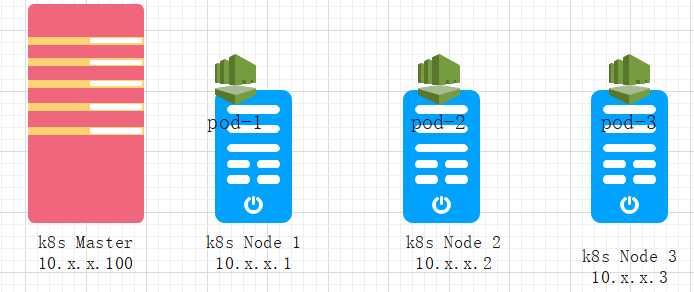 pod-1
pod-2
pod-3
k8s Master
10.x.x.100
k8s Node 1
10.x.x.1
k8s Node 2
10.x.x.2
k8s Node 3
10.x.x.3